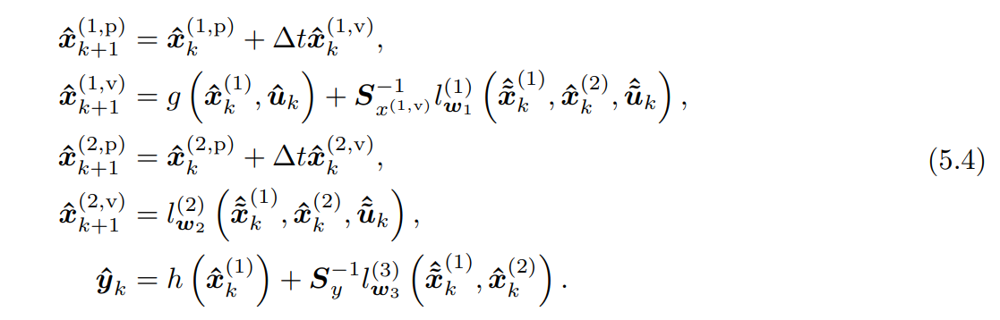 $\hat{\boldsymbol{x}}_{k+1}^{(1,\mathrm{p})} = \hat{\boldsymbol{x}}_{k}^{(1,\mathrm{p})} + \Delta t \hat{\boldsymbol{x}}_{k}^{(1,\mathrm{v})},$
$\hat{\boldsymbol{x}}_{k+1}^{(1,\mathrm{v})} = g\left(\hat{\boldsymbol{x}}_{k}^{(1)}, \hat{\boldsymbol{u}}_{k}\right) + \boldsymbol{S}_{x^{(1,\mathrm{v})}}^{-1} l_{\boldsymbol{w}_1}^{(1)}\left(\hat{\tilde{\boldsymbol{x}}}_{k}^{(1)}, \hat{\boldsymbol{x}}_{k}^{(2)}, \hat{\tilde{\boldsymbol{u}}}_{k}\right),$
$\hat{\boldsymbol{x}}_{k+1}^{(2,\mathrm{p})} = \hat{\boldsymbol{x}}_{k}^{(2,\mathrm{p})} + \Delta t \hat{\boldsymbol{x}}_{k}^{(2,\mathrm{v})},$ (5.4)
$\hat{\boldsymbol{x}}_{k+1}^{(2,\mathrm{v})} = l_{\boldsymbol{w}_2}^{(2)}\left(\hat{\tilde{\boldsymbol{x}}}_{k}^{(1)}, \hat{\boldsymbol{x}}_{k}^{(2)}, \hat{\tilde{\boldsymbol{u}}}_{k}\right),$
$\hat{\boldsymbol{y}}_{k} = h\left(\hat{\boldsymbol{x}}_{k}^{(1)}\right) + \boldsymbol{S}_{y}^{-1} l_{\boldsymbol{w}_3}^{(3)}\left(\hat{\tilde{\boldsymbol{x}}}_{k}^{(1)}, \hat{\boldsymbol{x}}_{k}^{(2)}\right).$